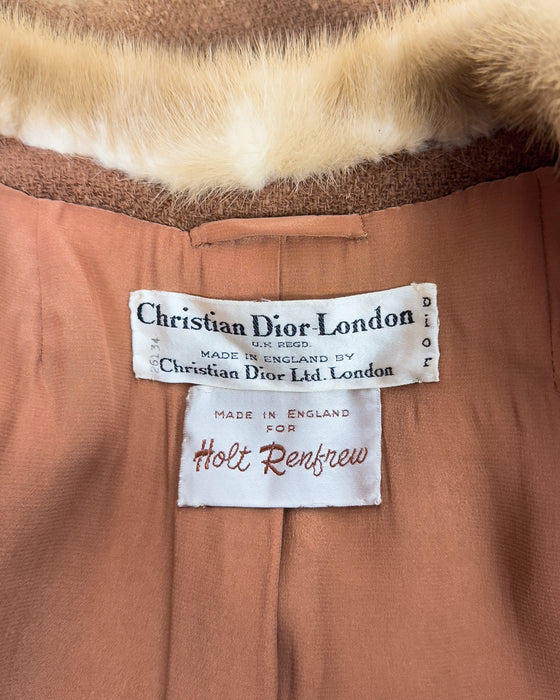 Christian Dior-London
U.K. REGD.
MADE IN ENGLAND BY
Christian Dior Ltd. London
Dior
26134
MADE IN ENGLAND
FOR
Holt Renfrew